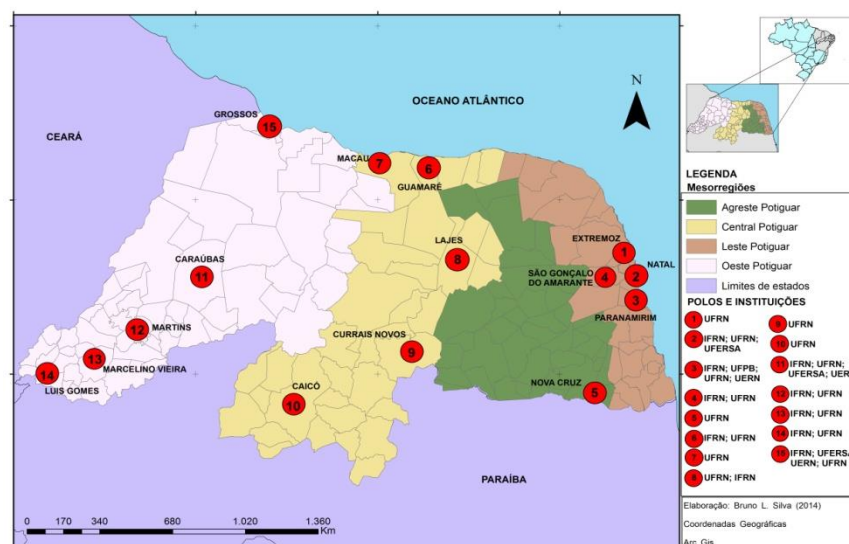 CEARÁ
OCEANO ATLÂNTICO
N
GROSSOS
15
MACAU
7
6
GUAMARÉ
LAJES
8
CARAÚBAS
11
EXTREMOZ
1
NATAL
2
SÃO GONÇALO
DO AMARANTE
4
3
PARANAMIRIM
MARTINS
12
13
MARCELINO VIEIRA
14
LUIS GOMES
CURRAIS NOVOS
9
CAICÓ
10
NOVA CRUZ
5
PARAÍBA
0 170 340 680 1.020 1.360
Km
LEGENDA
Mesorregiões
Agreste Potiguar
Central Potiguar
Leste Potiguar
Oeste Potiguar
Limites de estados
POLOS E INSTITUIÇÕES
1 UFRN
2 IFRN; UFRN;
UFERSA
3 IFRN; UFPB;
UFRN; UERN
4 IFRN; UFRN
5 UFRN
6 IFRN; UFRN
7 UFRN
8 UFRN; IFRN
9 UFRN
10 UFRN
11 IFRN; UFRN;
UFERSA; UER
12 IFRN; UFRN
13 IFRN; UFRN
14 IFRN; UFRN
15 IFRN; UFERSA
UERN; UFRN
Elaboração: Bruno L. Silva (2014)
Coordenadas Geográficas
Arc Gis